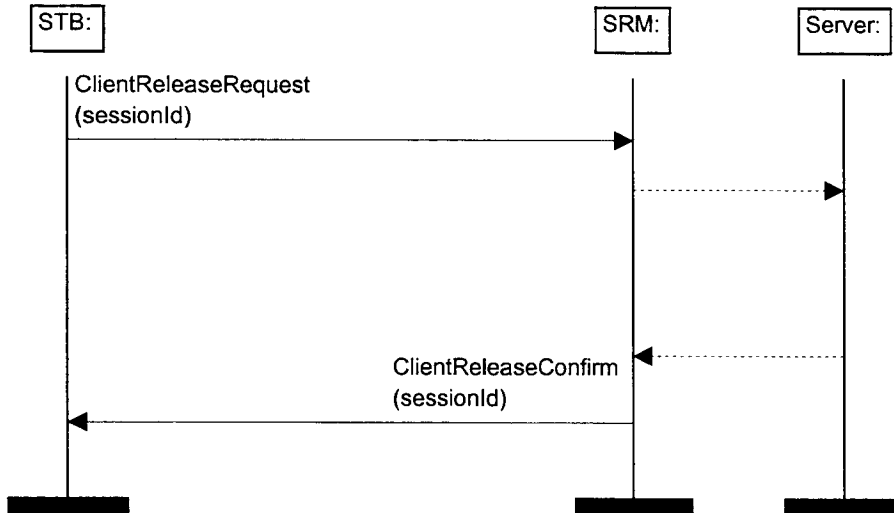 STB:
SRM:
Server:
ClientReleaseRequest
(sessionId)
ClientReleaseConfirm
(sessionId)